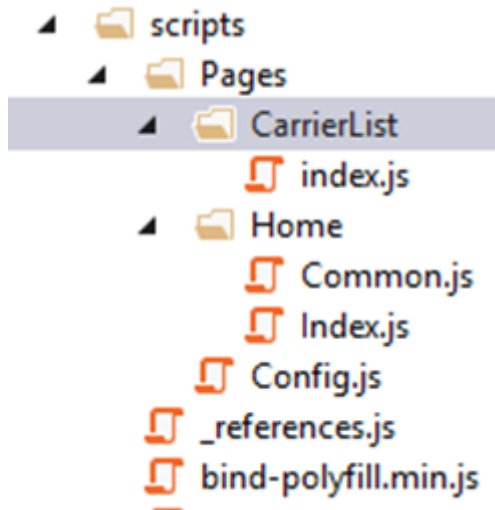 scripts
Pages
CarrierList
index.js
Home
Common.js
Index.js
Config.js
_references.js
bind-polyfill.min.js